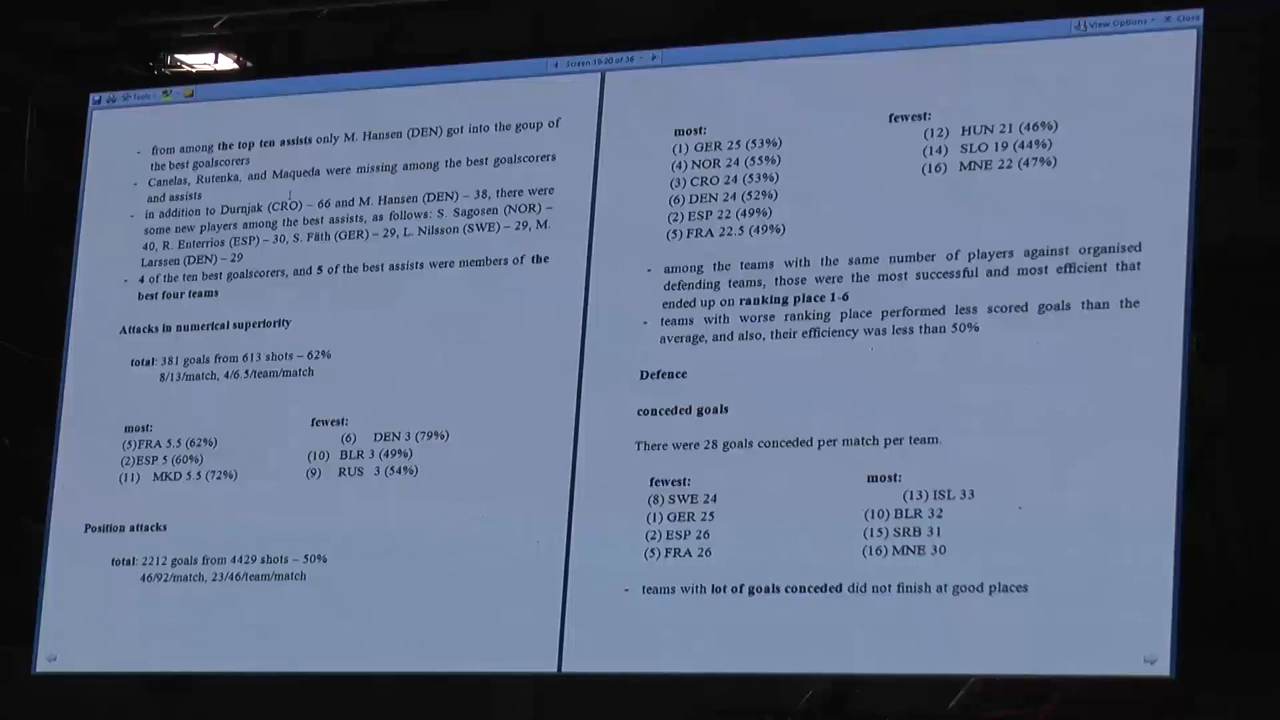 Tools
Screen 19-20 of 36
View Options
Close
- from among the top ten assists only M. Hansen (DEN) got into the goup of
the best goalscorers
- Canelas, Rutenka, and Maqueda were missing among the best goalscorers
and assists
- in addition to Durnjak (CRO) – 66 and M. Hansen (DEN) – 38, there were
some new players among the best assists, as follows: S. Sagosen (NOR) –
40, R. Enterrios (ESP) – 30, S. Fäth (GER) – 29, L. Nilsson (SWE) – 29, M.
Larssen (DEN) – 29
- 4 of the ten best goalscorers, and 5 of the best assists were members of the
best four teams
Attacks in numerical superiority
total: 381 goals from 613 shots – 62%
8/13/match, 4/6.5/team/match
most:
(5)FRA 5.5 (62%)
(2)ESP 5 (60%)
(11) MKD 5.5 (72%)
fewest:
(6) DEN 3 (79%)
(10) BLR 3 (49%)
(9) RUS 3 (54%)
Position attacks
total: 2212 goals from 4429 shots – 50%
46/92/match, 23/46/team/match
most:
(1) GER 25 (53%)
(4) NOR 24 (55%)
(3) CRO 24 (53%)
(6) DEN 24 (52%)
(2) ESP 22 (49%)
(5) FRA 22.5 (49%)
fewest:
(12) HUN 21 (46%)
(14) SLO 19 (44%)
(16) MNE 22 (47%)
- among the teams with the same number of players against organised
defending teams, those were the most successful and most efficient that
ended up on ranking place 1-6
- teams with worse ranking place performed less scored goals than the
average, and also, their efficiency was less than 50%
Defence
conceded goals
There were 28 goals conceded per match per team.
fewest:
(8) SWE 24
(1) GER 25
(2) ESP 26
(5) FRA 26
most:
(13) ISL 33
(10) BLR 32
(15) SRB 31
(16) MNE 30
- teams with lot of goals conceded did not finish at good places